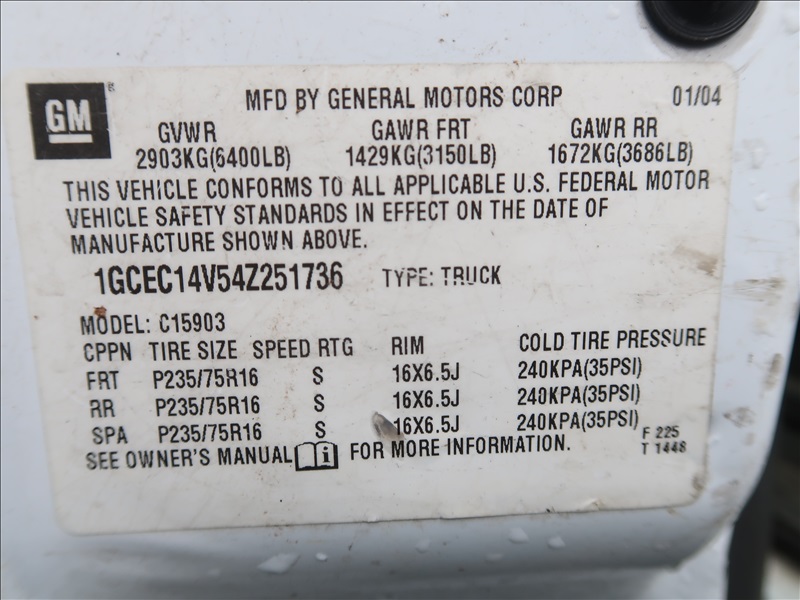 GM MFD BY GENERAL MOTORS CORP 01/04
GVWR GAWR FRT GAWR RR
2903KG(6400LB) 1429KG(3150LB) 1672KG(3686LB)
THIS VEHICLE CONFORMS TO ALL APPLICABLE U.S. FEDERAL MOTOR
VEHICLE SAFETY STANDARDS IN EFFECT ON THE DATE OF
MANUFACTURE SHOWN ABOVE.
1GCEC14V54Z251736 TYPE: TRUCK
MODEL: C15903
CPPN TIRE SIZE SPEED RTG RIM COLD TIRE PRESSURE
FRT P235/75R16 S 16X6.5J 240KPA(35PSI)
RR P235/75R16 S 16X6.5J 240KPA(35PSI)
SPA P235/75R16 S 16X6.5J 240KPA(35PSI)
SEE OWNER'S MANUAL FOR MORE INFORMATION.
F 225
T 1448